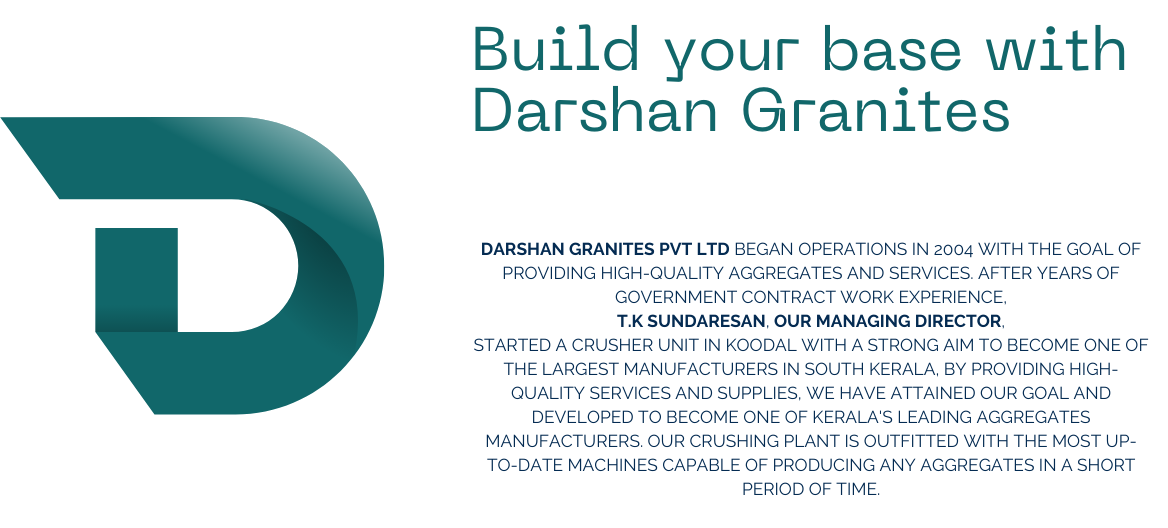 Build your base with
Darshan Granites
DARSHAN GRANITES PVT LTD BEGAN OPERATIONS IN 2004 WITH THE GOAL OF
PROVIDING HIGH-QUALITY AGGREGATES AND SERVICES. AFTER YEARS OF
GOVERNMENT CONTRACT WORK EXPERIENCE,
T.K SUNDARESAN, OUR MANAGING DIRECTOR,
STARTED A CRUSHER UNIT IN KOODAL WITH A STRONG AIM TO BECOME ONE OF
THE LARGEST MANUFACTURERS IN SOUTH KERALA, BY PROVIDING HIGH-
QUALITY SERVICES AND SUPPLIES, WE HAVE ATTAINED OUR GOAL AND
DEVELOPED TO BECOME ONE OF KERALA'S LEADING AGGREGATES
MANUFACTURERS. OUR CRUSHING PLANT IS OUTFITTED WITH THE MOST UP-
TO-DATE MACHINES CAPABLE OF PRODUCING ANY AGGREGATES IN A SHORT
PERIOD OF TIME.